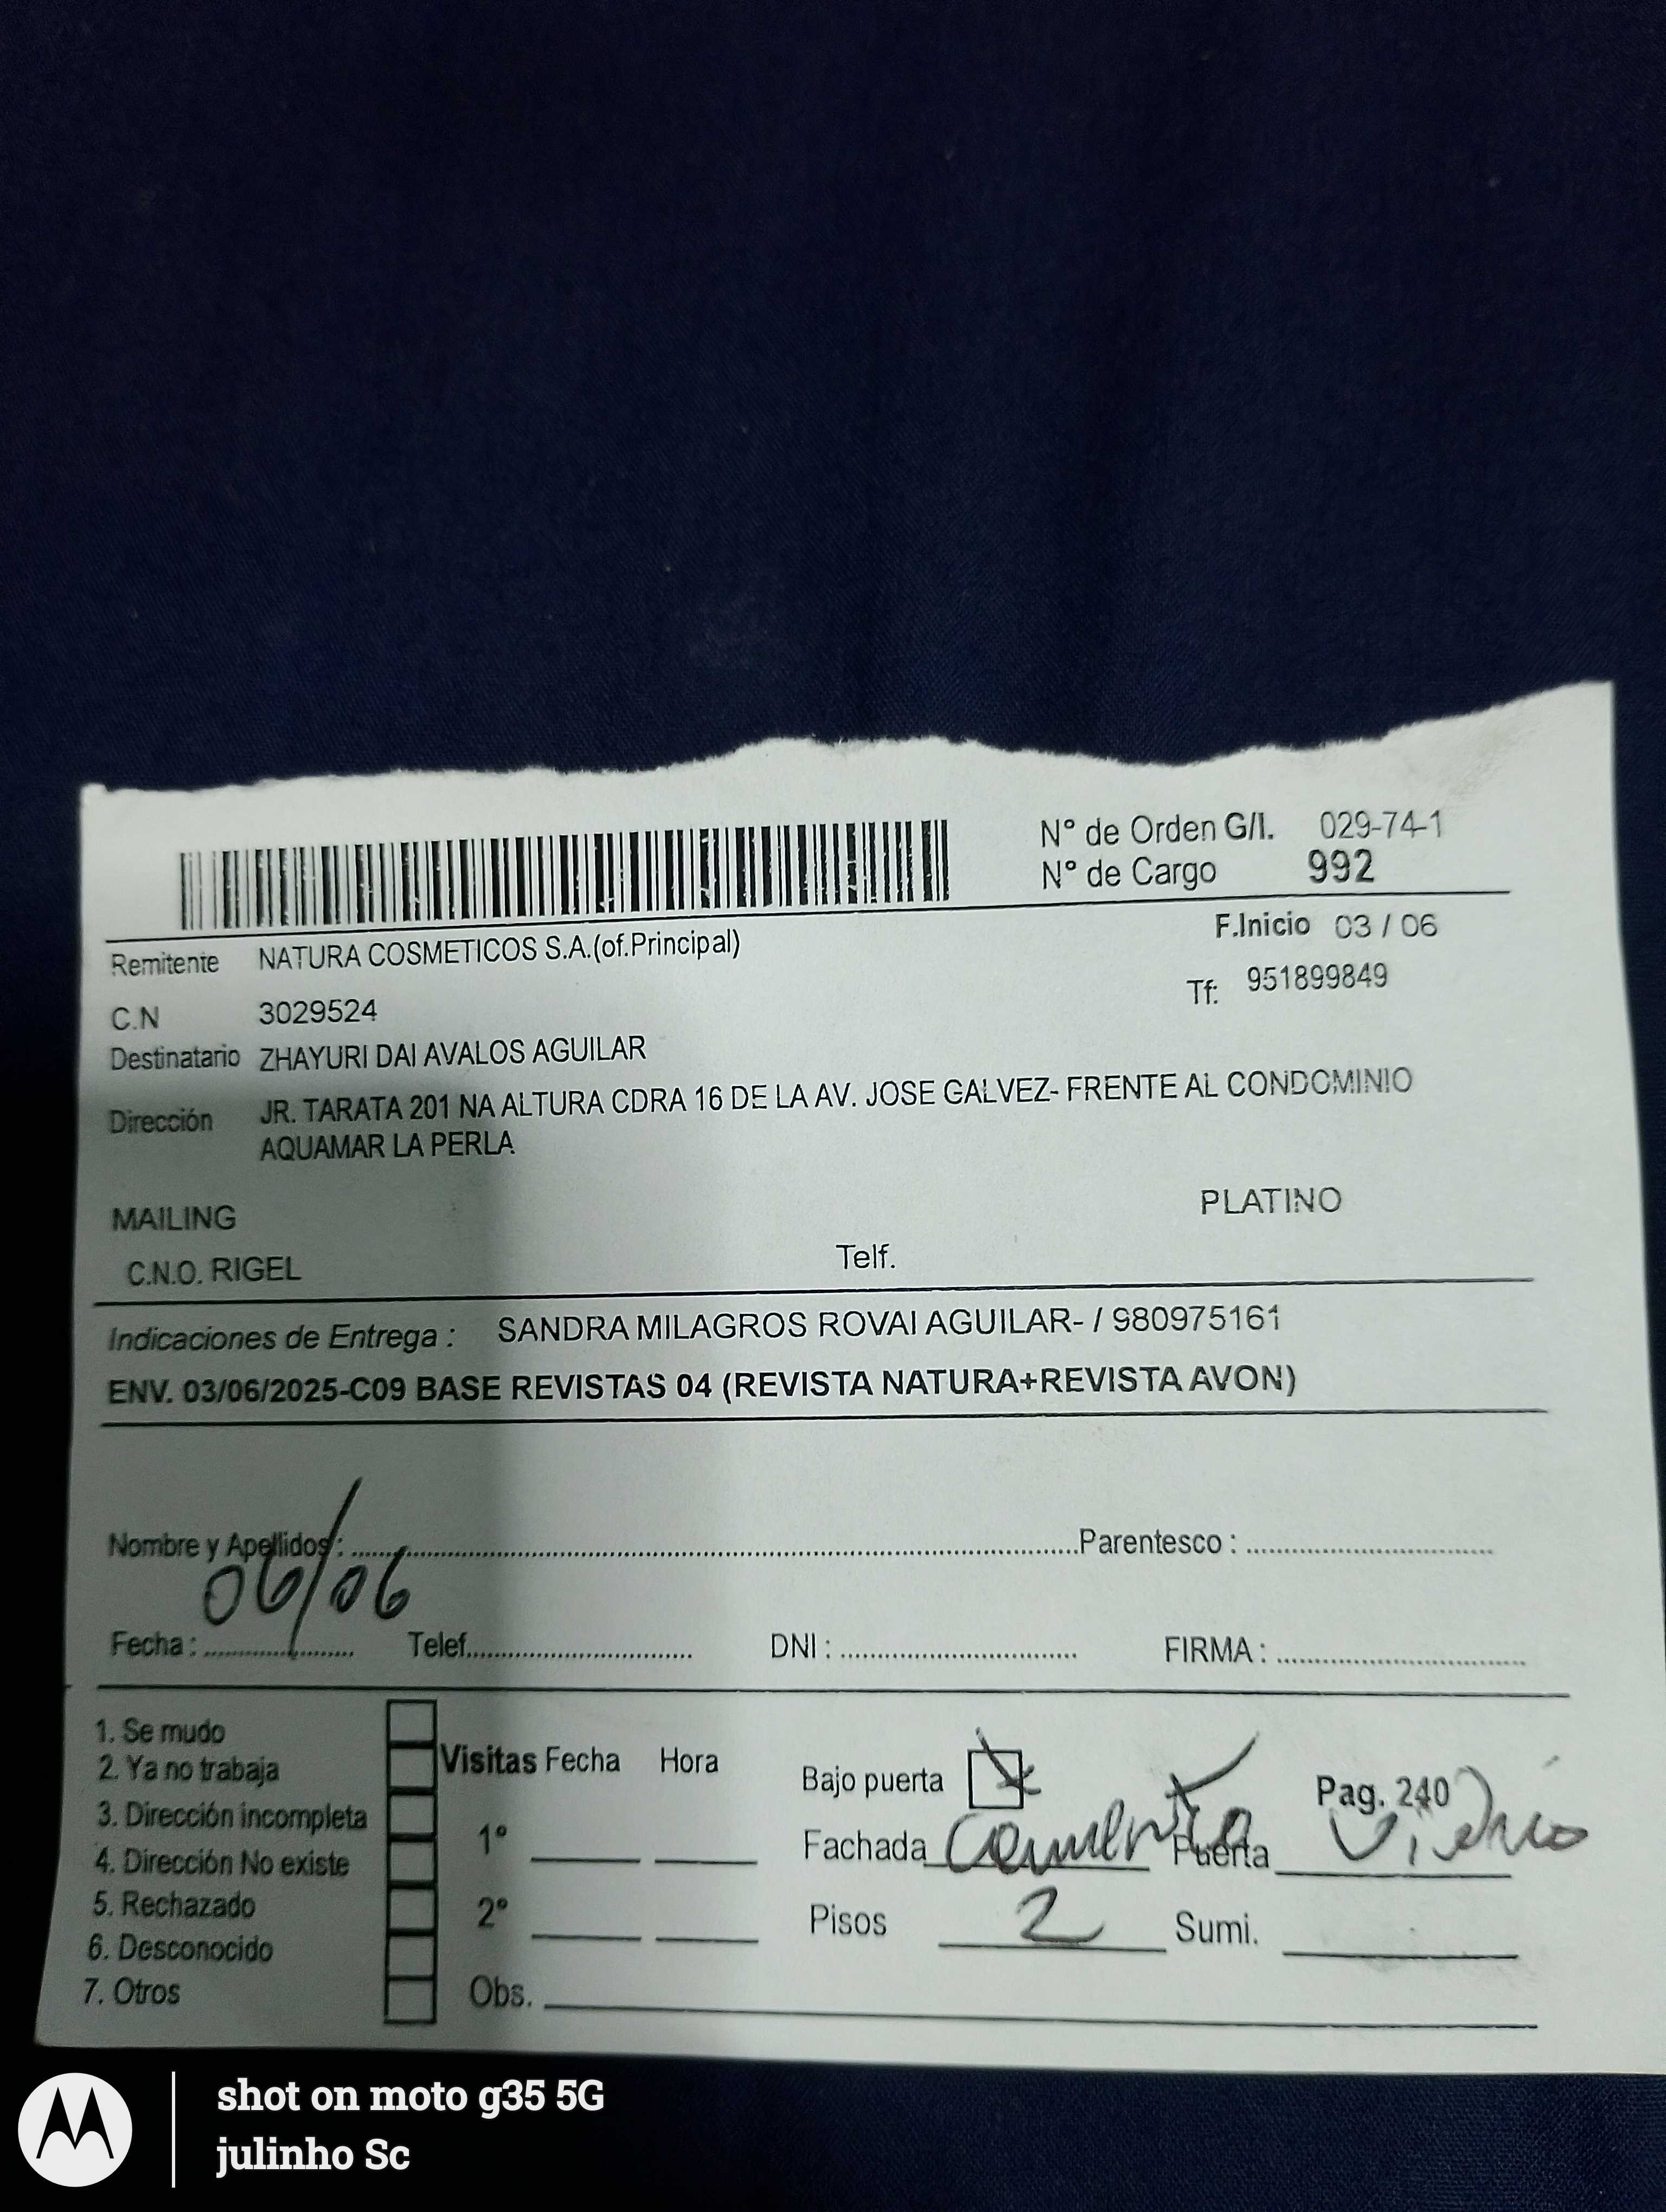 N° de Orden G/I. 029-74-1
N° de Cargo 992
F.Inicio 03 / 06
Remitente NATURA COSMETICOS S.A.(of.Principal)
Tf: 951899849
C.N 3029524
Destinatario ZHAYURI DAI AVALOS AGUILAR
Dirección JR. TARATA 201 NA ALTURA CDRA 16 DE LA AV. JOSE GALVEZ- FRENTE AL CONDOMINIO
AQUAMAR LA PERLA
MAILING PLATINO
C.N.O. RIGEL Telf.
Indicaciones de Entrega : SANDRA MILAGROS ROVAI AGUILAR- / 980975161
ENV. 03/06/2025-C09 BASE REVISTAS 04 (REVISTA NATURA+REVISTA AVON)
Nombre y Apellidos : Parentesco :
06/06
Fecha : Telef. DNI : FIRMA :
1. Se mudo
2. Ya no trabaja
3. Dirección incompleta
4. Dirección No existe
5. Rechazado
6. Desconocido
7. Otros
Visitas Fecha Hora
1°
2°
Obs.
Bajo puerta Pag. 240
Fachada Puerta Vidrio
Pisos 2 Sumi.
shot on moto g35 5G
julinho Sc